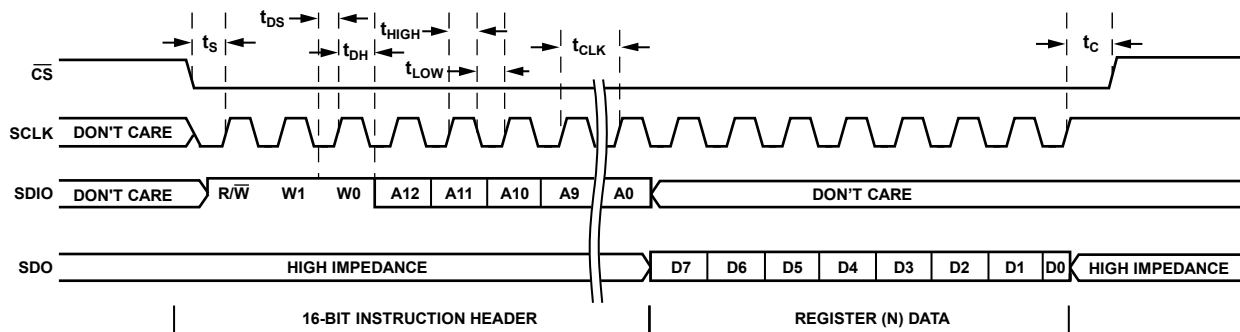 tDS
tHIGH
tS
tCLK
tC
tDH
tLOW
CS
SCLK DON'T CARE
SDIO DON'T CARE R/W W1 W0 A12 A11 A10 A9 A0 DON'T CARE
SDO HIGH IMPEDANCE D7 D6 D5 D4 D3 D2 D1 D0 HIGH IMPEDANCE
16-BIT INSTRUCTION HEADER REGISTER (N) DATA